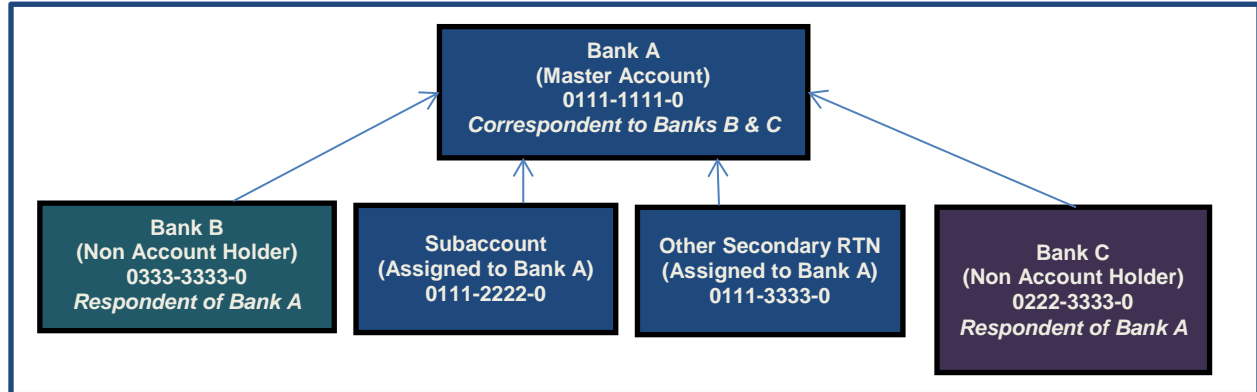 Bank A
(Master Account)
0111-1111-0
Correspondent to Banks B & C
Bank B
(Non Account Holder)
0333-3333-0
Respondent of Bank A
Subaccount
(Assigned to Bank A)
0111-2222-0
Other Secondary RTN
(Assigned to Bank A)
0111-3333-0
Bank C
(Non Account Holder)
0222-3333-0
Respondent of Bank A